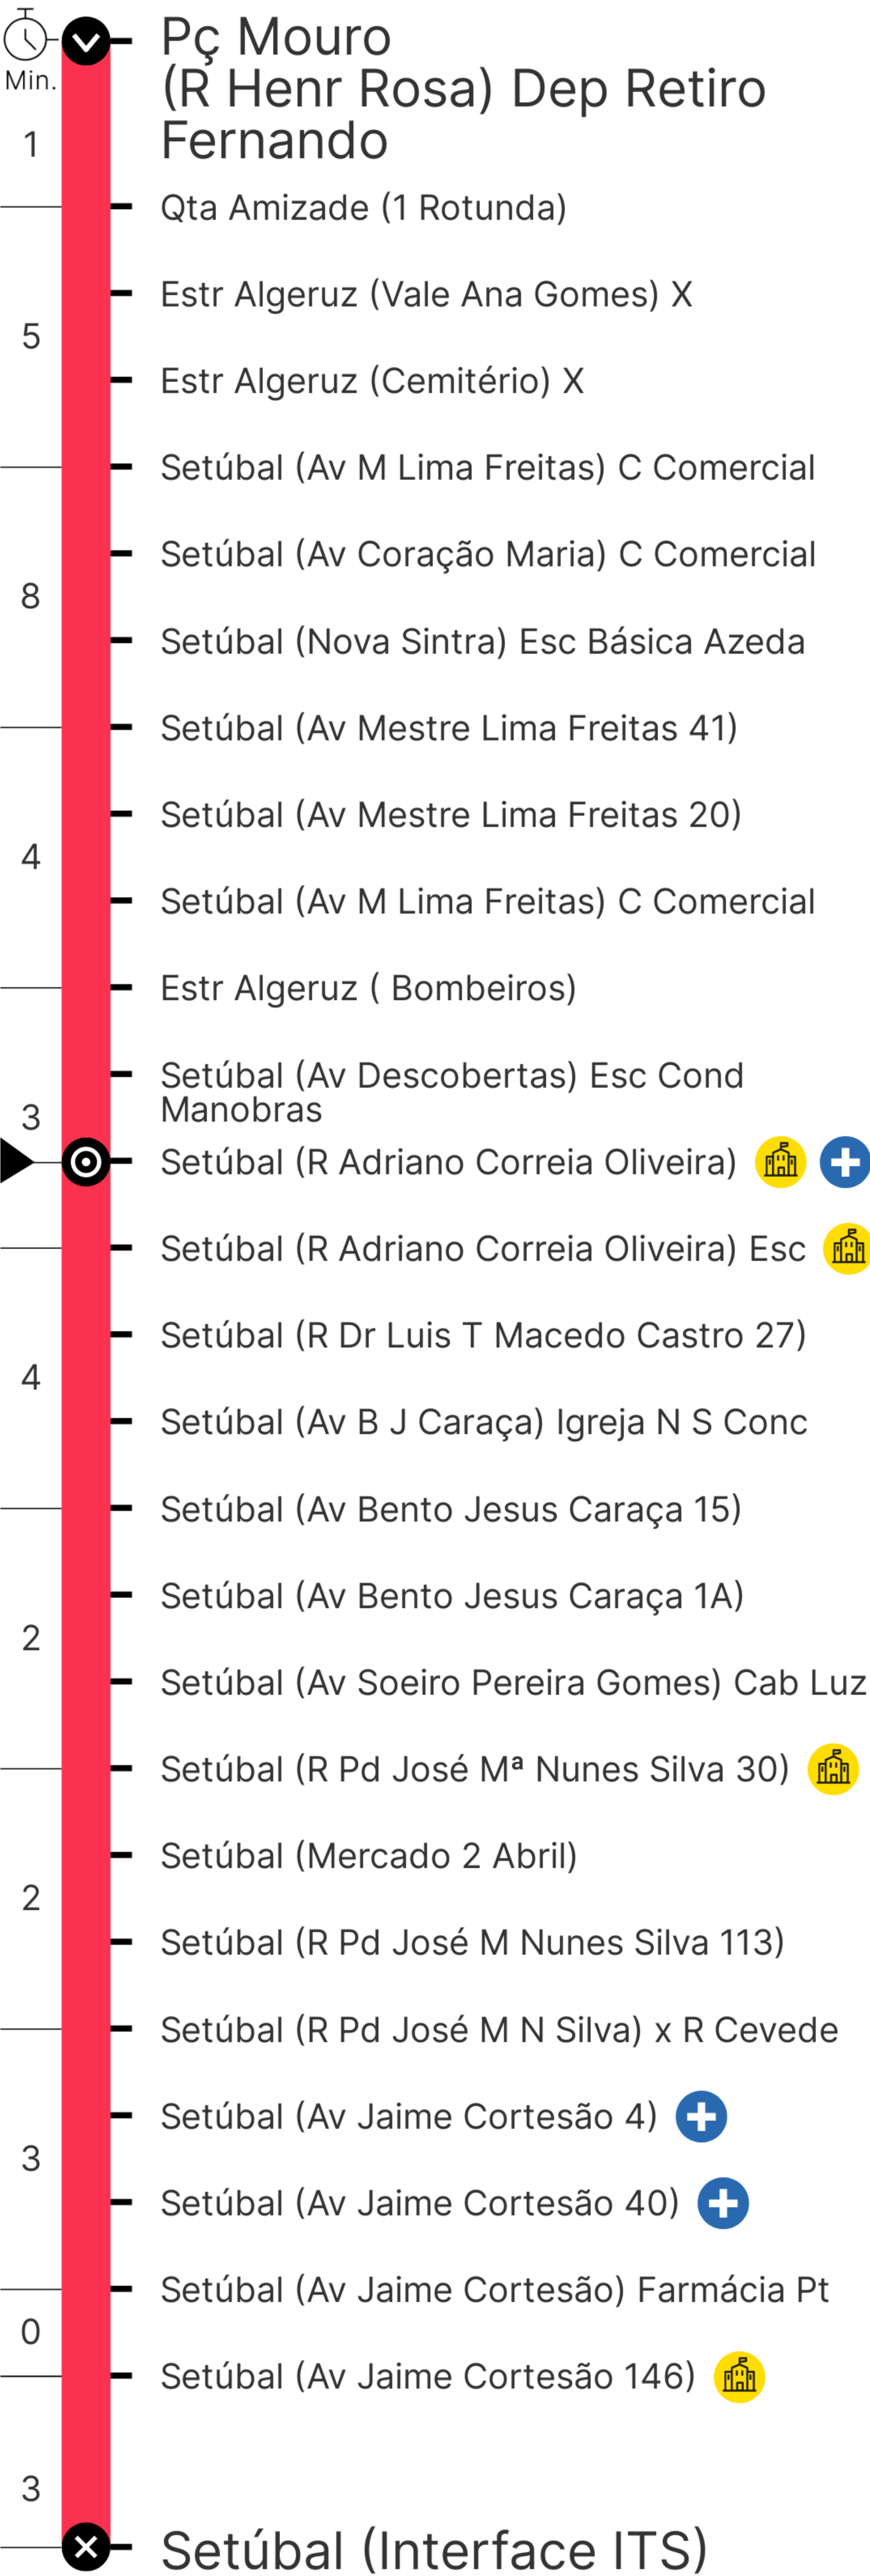 Pç Mouro
(R Henr Rosa) Dep Retiro
Fernando
Min.
1
Qta Amizade (1 Rotunda)
Estr Algeruz (Vale Ana Gomes) X
5
Estr Algeruz (Cemitério) X
Setúbal (Av M Lima Freitas) C Comercial
Setúbal (Av Coração Maria) C Comercial
8
Setúbal (Nova Sintra) Esc Básica Azeda
Setúbal (Av Mestre Lima Freitas 41)
Setúbal (Av Mestre Lima Freitas 20)
4
Setúbal (Av M Lima Freitas) C Comercial
Estr Algeruz ( Bombeiros)
Setúbal (Av Descobertas) Esc Cond
Manobras
3
Setúbal (R Adriano Correia Oliveira)
Setúbal (R Adriano Correia Oliveira) Esc
Setúbal (R Dr Luis T Macedo Castro 27)
4
Setúbal (Av B J Caraça) Igreja N S Conc
Setúbal (Av Bento Jesus Caraça 15)
Setúbal (Av Bento Jesus Caraça 1A)
2
Setúbal (Av Soeiro Pereira Gomes) Cab Luz
Setúbal (R Pd José Mª Nunes Silva 30)
Setúbal (Mercado 2 Abril)
2
Setúbal (R Pd José M Nunes Silva 113)
Setúbal (R Pd José M N Silva) x R Cevede
Setúbal (Av Jaime Cortesão 4)
3
Setúbal (Av Jaime Cortesão 40)
Setúbal (Av Jaime Cortesão) Farmácia Pt
0
Setúbal (Av Jaime Cortesão 146)
3
Setúbal (Interface ITS)